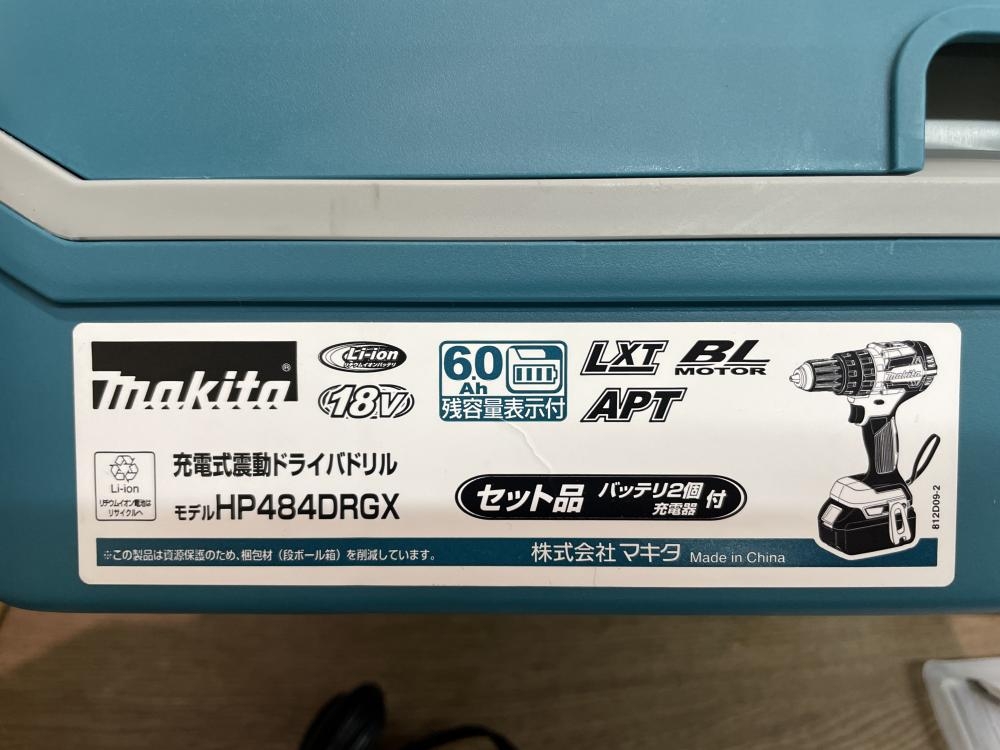 makita®
Li-ion
リチウムイオンバッテリ
18V
6.0
Ah
残容量表示付
LXT
BL
MOTOR
APT
makita
Li-ion
リチウムイオン電池は
リサイクルへ
充電式震動ドライバドリル
モデルHP484DRGX
セット品 バッテリ2個 充電器 付
812D09-2
※この製品は資源保護のため、梱包材（段ボール箱）を削減しています。
株式会社マキタ Made in China